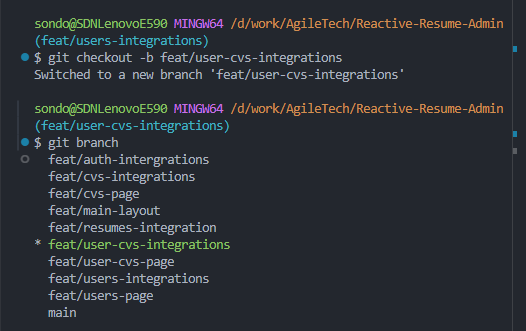 sondo@SDNLenovoE590 MINGW64 /d/work/AgileTech/Reactive-Resume-Admin
(feat/users-integrations)
$ git checkout -b feat/user-cvs-integrations
Switched to a new branch 'feat/user-cvs-integrations'
sondo@SDNLenovoE590 MINGW64 /d/work/AgileTech/Reactive-Resume-Admin
(feat/user-cvs-integrations)
$ git branch
feat/auth-intergrations
feat/cvs-integrations
feat/cvs-page
feat/main-layout
feat/resumes-integration
* feat/user-cvs-integrations
feat/user-cvs-page
feat/users-integrations
feat/users-page
main